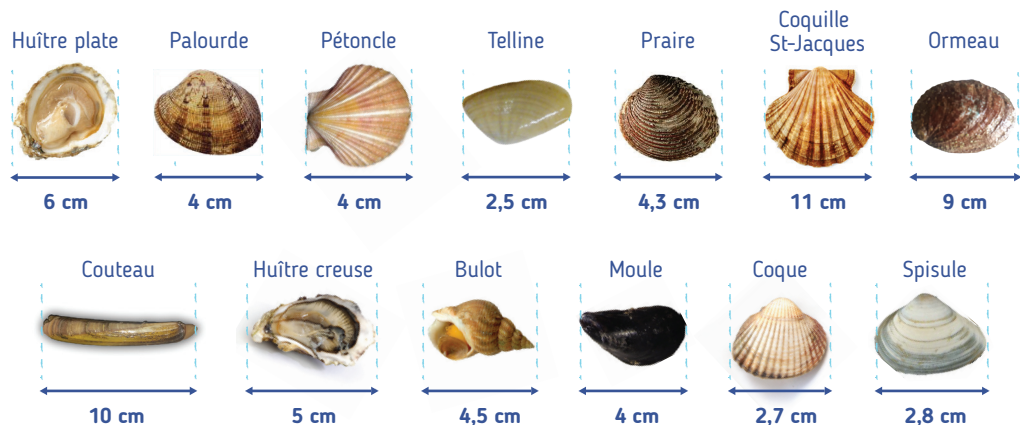 Huître plate
Palourde
Pétoncle
Telline
Praire
Coquille
St-Jacques
Ormeau
6 cm
4 cm
4 cm
2,5 cm
4,3 cm
11 cm
9 cm
Couteau
Huître creuse
Bulot
Moule
Coque
Spisule
10 cm
5 cm
4,5 cm
4 cm
2,7 cm
2,8 cm